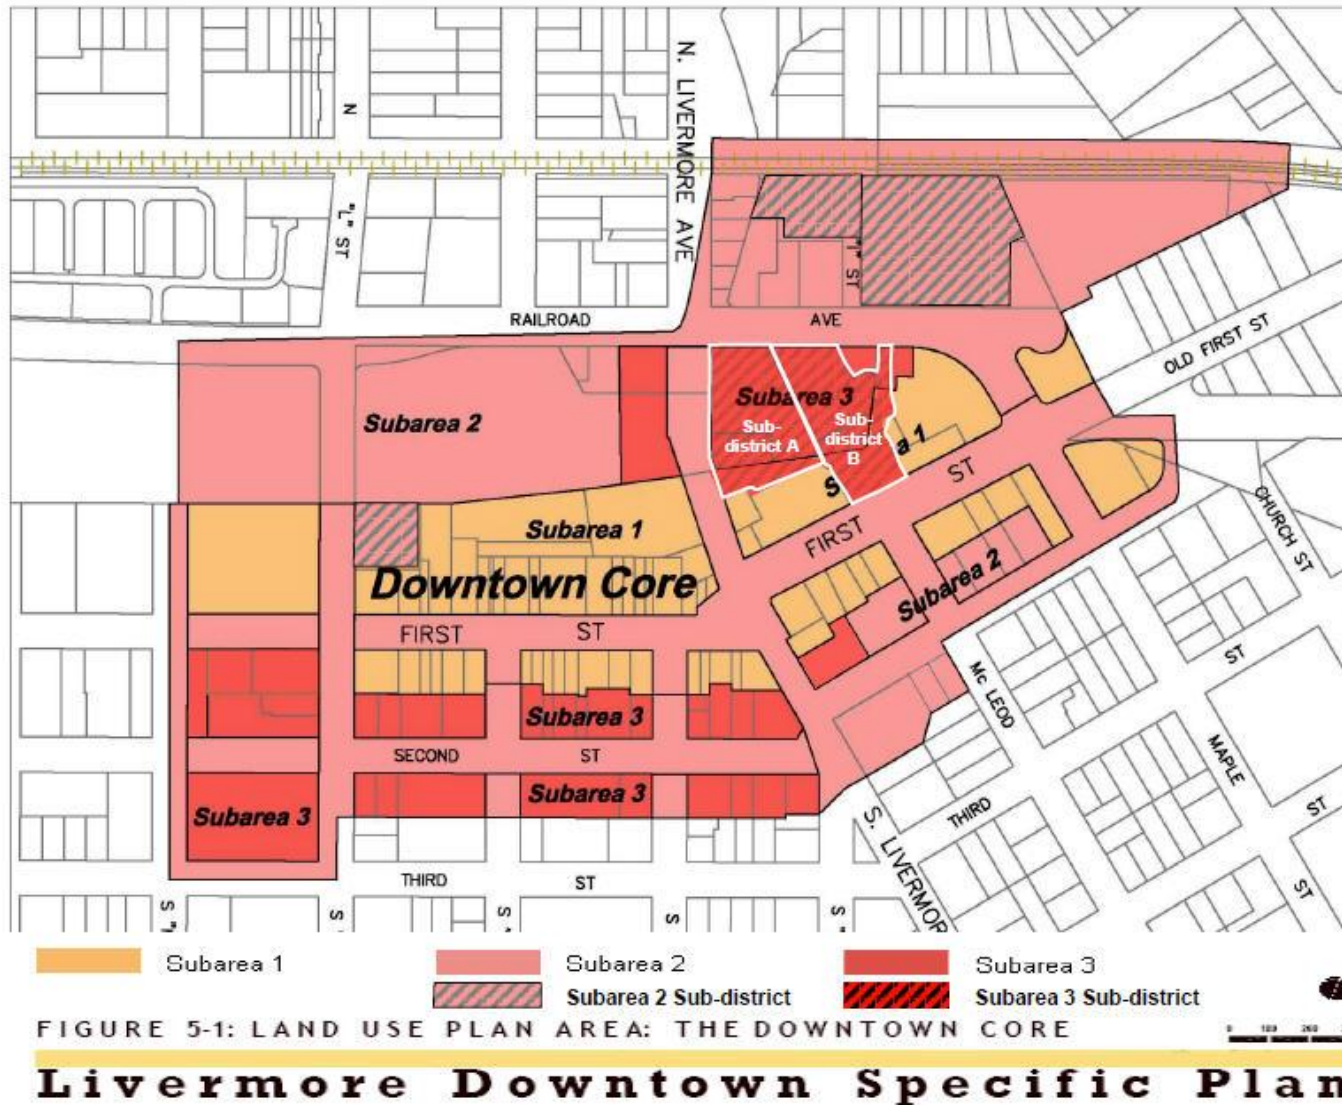 N. LIVERMORE AVE
N
"L" ST
"I" ST
RAILROAD AVE
OLD FIRST ST
Subarea 2
Subarea 3
Sub-
district A
Sub-
district
B
Subarea 1
FIRST ST
CHURCH ST
Downtown Core
Subarea 2
FIRST ST
Mc LEOD
ST
Subarea 3
SECOND ST
MAPLE
ST
Subarea 3
Subarea 3
THIRD
S. LIVERMOR
THIRD ST
ST
S "
S "
S "
S "
Subarea 1
Subarea 2
Subarea 3
Subarea 2 Sub-district
Subarea 3 Sub-district
FIGURE 5-1: LAND USE PLAN AREA: THE DOWNTOWN CORE
0
Livermore Downtown Specific Plan